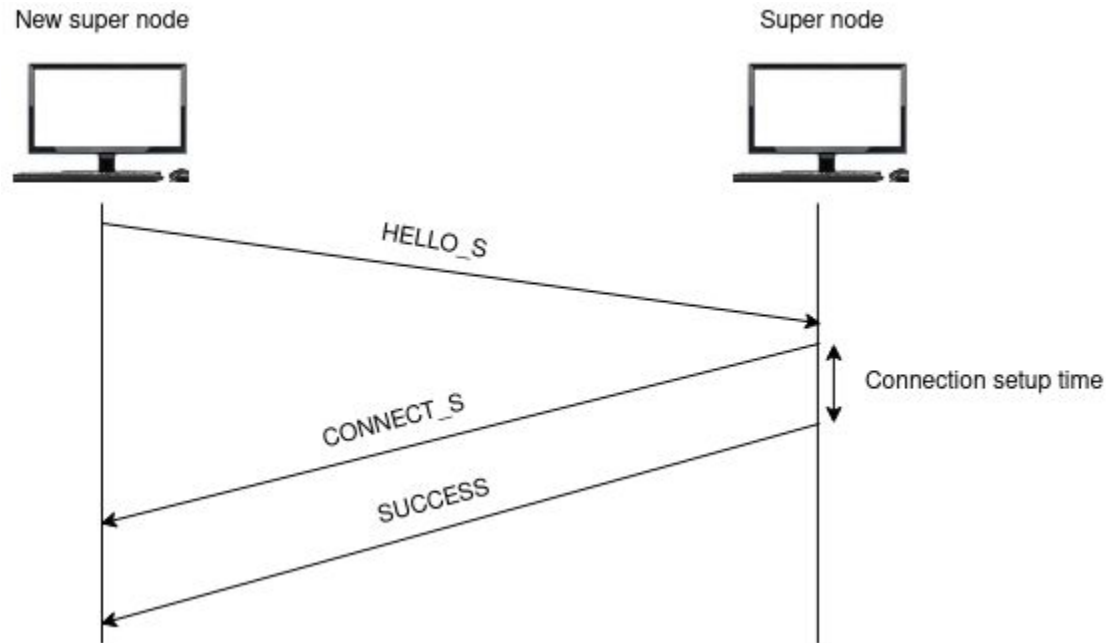 New super node
Super node
HELLO_S
Connection setup time
CONNECT_S
SUCCESS